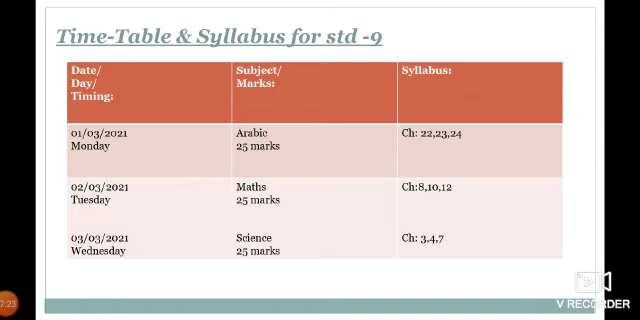 Time-Table & Syllabus for std -9
Date/
Day/
Timing:
Subject/
Marks:
Syllabus:
01/03/2021
Monday
Arabic
25 marks
Ch: 22,23,24
02/03/2021
Tuesday
Maths
25 marks
Ch:8,10,12
03/03/2021
Wednesday
Science
25 marks
Ch: 3,4,7
7:23
V RECORDER